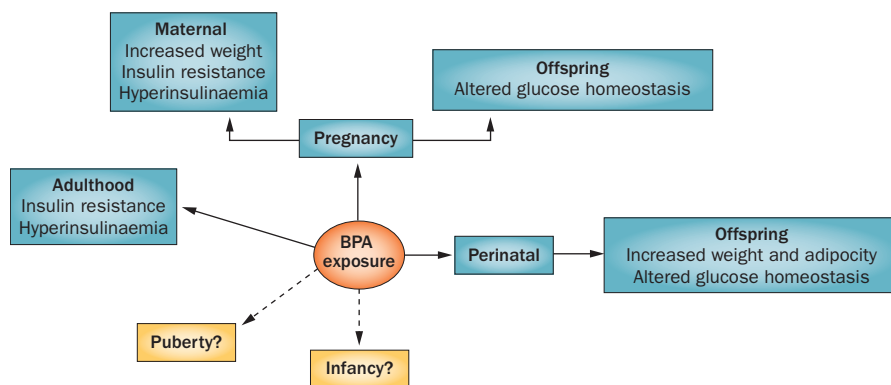 Maternal
Increased weight
Insulin resistance
Hyperinsulinaemia
Offspring
Altered glucose homeostasis
Pregnancy
Adulthood
Insulin resistance
Hyperinsulinaemia
BPA
exposure
Perinatal
Offspring
Increased weight and adipocity
Altered glucose homeostasis
Puberty?
Infancy?